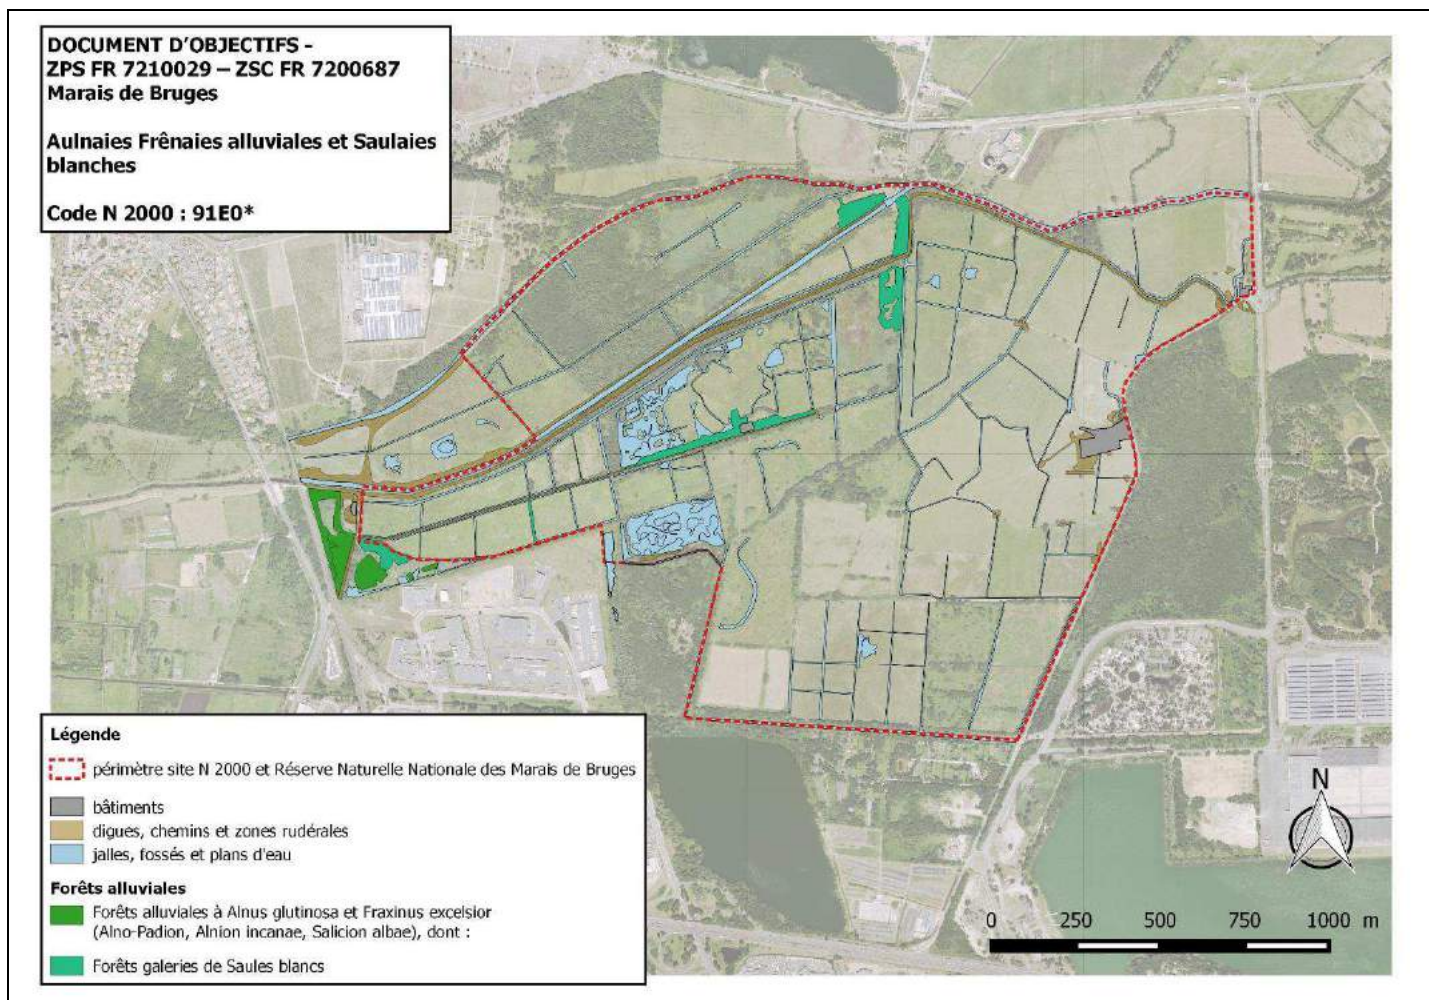 DOCUMENT D'OBJECTIFS -
ZPS FR 7210029 – ZSC FR 7200687
Marais de Bruges
Aulnaies Frênaies alluviales et Saulaies
blanches
Code N 2000 : 91E0*
Légende
périmètre site N 2000 et Réserve Naturelle Nationale des Marais de Bruges
bâtiments
digues, chemins et zones rudérales
jalles, fossés et plans d'eau
Forêts alluviales
Forêts alluviales à Alnus glutinosa et Fraxinus excelsior
(Alno-Padion, Alnion incanae, Salicion albae), dont :
Forêts galeries de Saules blancs
N
0 250 500 750 1000 m